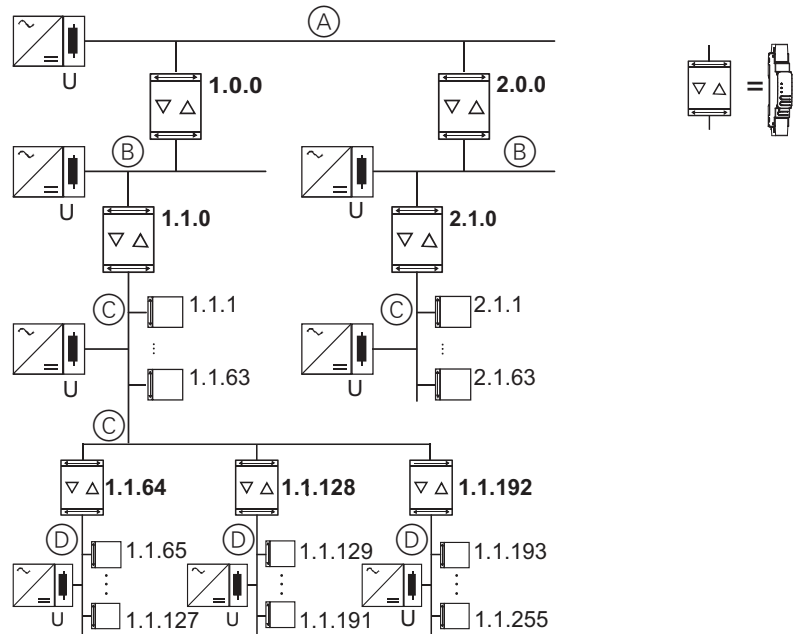 A
U
1.0.0
2.0.0
=
B
B
U
U
1.1.0
2.1.0
C
1.1.1
C
2.1.1
...
...
U
1.1.63
U
2.1.63
C
1.1.64
1.1.128
1.1.192
D
1.1.65
D
1.1.129
D
1.1.193
...
...
...
U
1.1.127
U
1.1.191
U
1.1.255